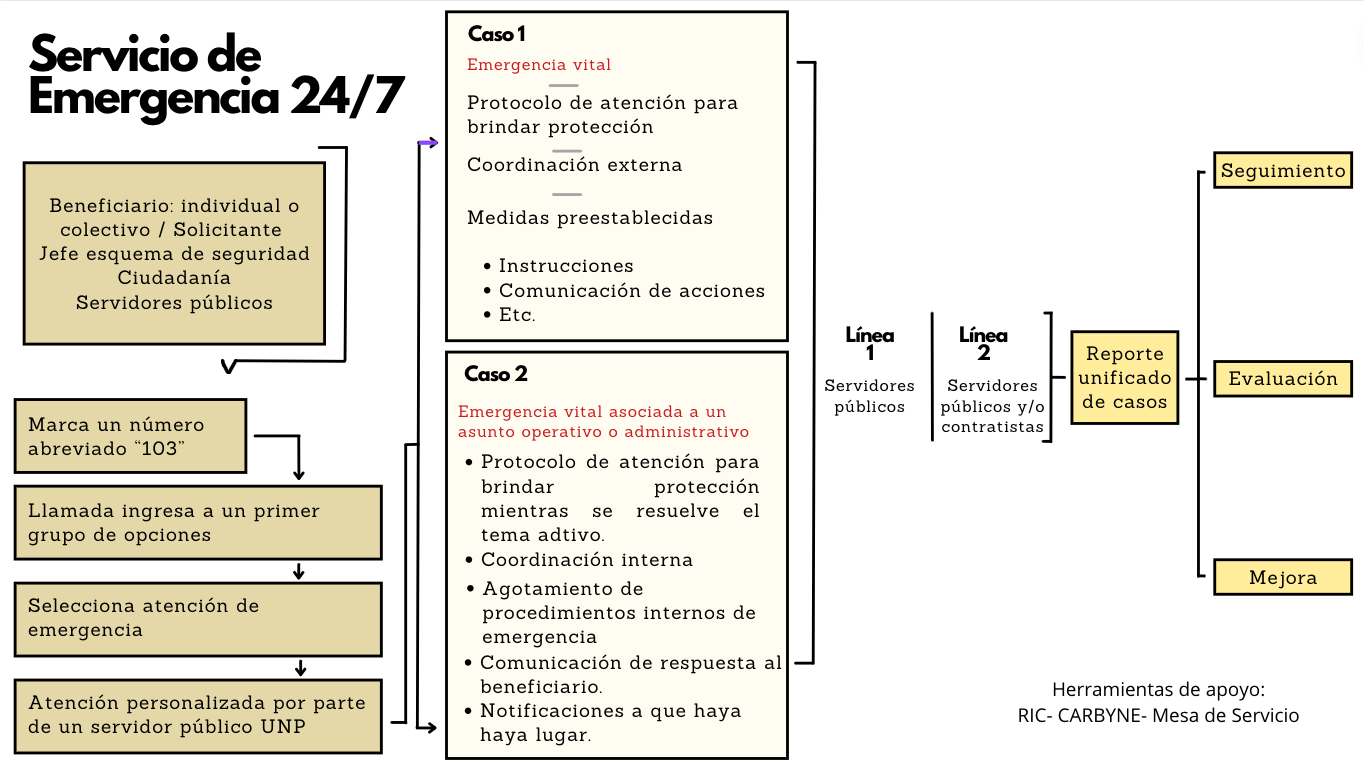 Servicio de
Emergencia 24/7
Beneficiario: individual o
colectivo / Solicitante
Jefe esquema de seguridad
Ciudadanía
Servidores públicos
Marca un número
abreviado “103”
Llamada ingresa a un primer
grupo de opciones
Selecciona atención de
emergencia
Atención personalizada por parte
de un servidor público UNP
Caso 1
Emergencia vital
Protocolo de atención para
brindar protección
Coordinación externa
Medidas preestablecidas
• Instrucciones
• Comunicación de acciones
• Etc.
Caso 2
Emergencia vital asociada a un
asunto operativo o administrativo
• Protocolo de atención para
brindar protección
mientras se resuelve el
tema adtivo.
• Coordinación interna
• Agotamiento de
procedimientos internos de
emergencia
• Comunicación de respuesta al
beneficiario.
• Notificaciones a que haya
haya lugar.
Línea
1
Servidores
públicos
Línea
2
Servidores
públicos y/o
contratistas
Reporte
unificado
de casos
Seguimiento
Evaluación
Mejora
Herramientas de apoyo:
RIC- CARBYNE- Mesa de Servicio